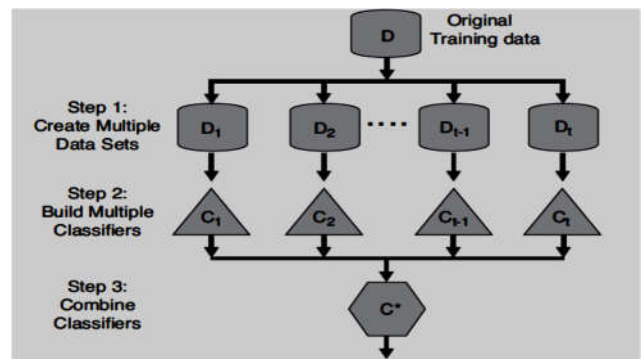 Original
Training data
D
Step 1:
Create Multiple
Data Sets
D1 D2 .... Dt-1 Dt
Step 2:
Build Multiple
Classifiers
C1 C2 Ct-1 Ct
Step 3:
Combine
Classifiers
C*